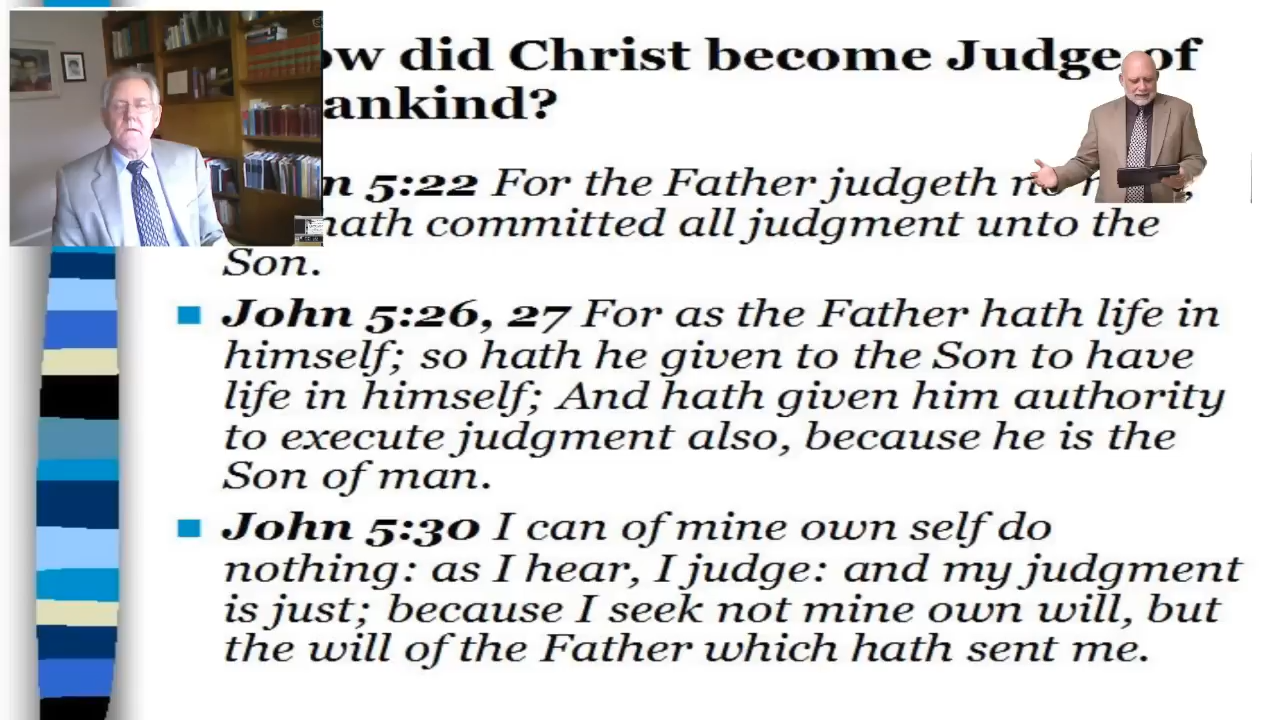 ow did Christ become Judge of
ankind?
n 5:22 For the Father judgeth
hath committed all judgment unto the
Son.
John 5:26, 27 For as the Father hath life in
himself; so hath he given to the Son to have
life in himself; And hath given him authority
to execute judgment also, because he is the
Son of man.
John 5:30 I can of mine own self do
nothing: as I hear, I judge: and my judgment
is just; because I seek not mine own will, but
the will of the Father which hath sent me.